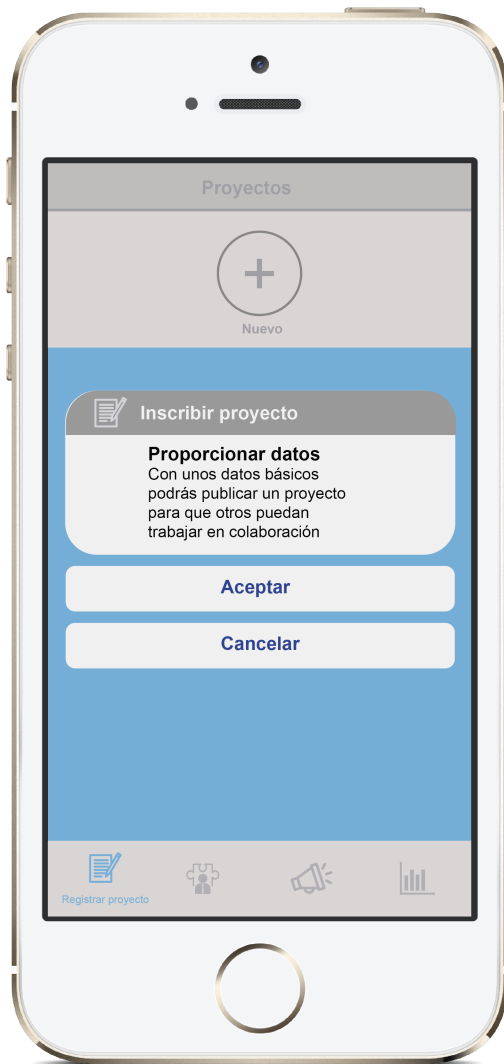 Proyectos
Nuevo
Inscribir proyecto
Proporcionar datos
Con unos datos básicos
podrás publicar un proyecto
para que otros puedan
trabajar en colaboración
Aceptar
Cancelar
Registrar proyecto